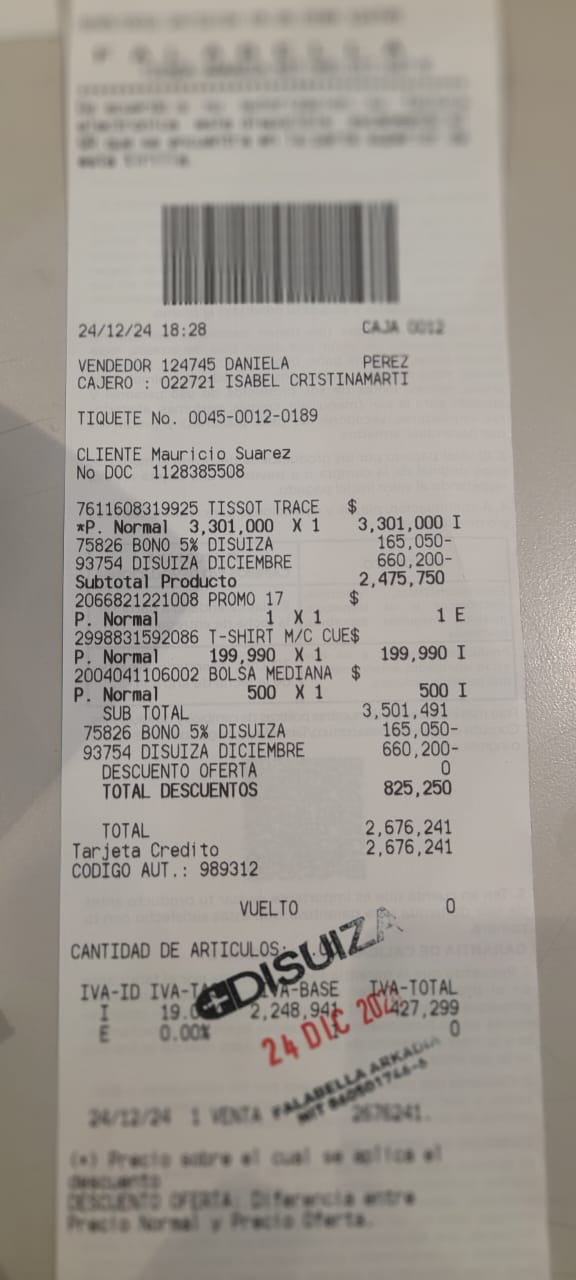 FALABELLA
24/12/24 18:28 CAJA 0012
VENDEDOR 124745 DANIELA PEREZ
CAJERO : 022721 ISABEL CRISTINAMARTI
TIQUETE No. 0045-0012-0189
CLIENTE Mauricio Suarez
No DOC 1128385508
7611608319925 TISSOT TRACE $
*P. Normal 3,301,000 X 1 3,301,000 I
75826 BONO 5% DISUIZA 165,050-
93754 DISUIZA DICIEMBRE 660,200-
Subtotal Producto 2,475,750
2066821221008 PROMO 17 $
P. Normal 1 X 1 1 E
2998831592086 T-SHIRT M/C CUE$
P. Normal 199,990 X 1 199,990 I
2004041106002 BOLSA MEDIANA $
P. Normal 500 X 1 500 I
SUB TOTAL 3,501,491
75826 BONO 5% DISUIZA 165,050-
93754 DISUIZA DICIEMBRE 660,200-
DESCUENTO OFERTA 0
TOTAL DESCUENTOS 825,250
TOTAL 2,676,241
Tarjeta Credito 2,676,241
CODIGO AUT.: 989312
VUELTO 0
CANTIDAD DE ARTICULOS:
DISUIZA
IVA-ID IVA-BASE IVA-TOTAL
I 2,248,941 427,299
E 0.00% 0
24 DIC
FALABELLA ARKADIA
NIT
24/12/24 1 VENTA 2676241.
(*) Precio sobre el cual se aplica el
descuento
DESCUENTO OFERTA: Diferencia entre
Precio Normal y Precio Oferta.